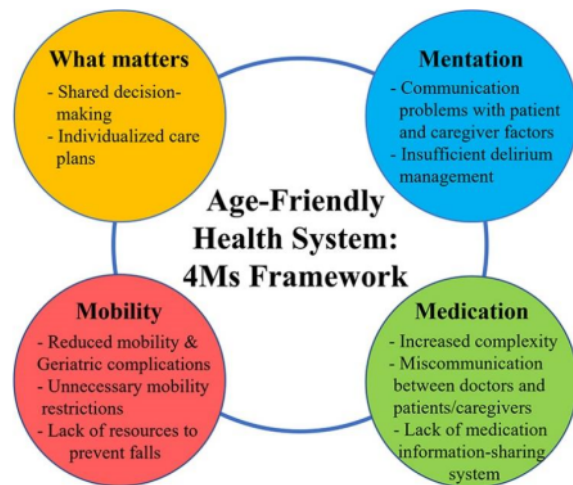 What matters
- Shared decision-
making
- Individualized care
plans
Mentation
- Communication
problems with patient
and caregiver factors
- Insufficient delirium
management
Age-Friendly
Health System:
4Ms Framework
Mobility
- Reduced mobility &
Geriatric complications
- Unnecessary mobility
restrictions
- Lack of resources to
prevent falls
Medication
- Increased complexity
- Miscommunication
between doctors and
patients/caregivers
- Lack of medication
information-sharing
system